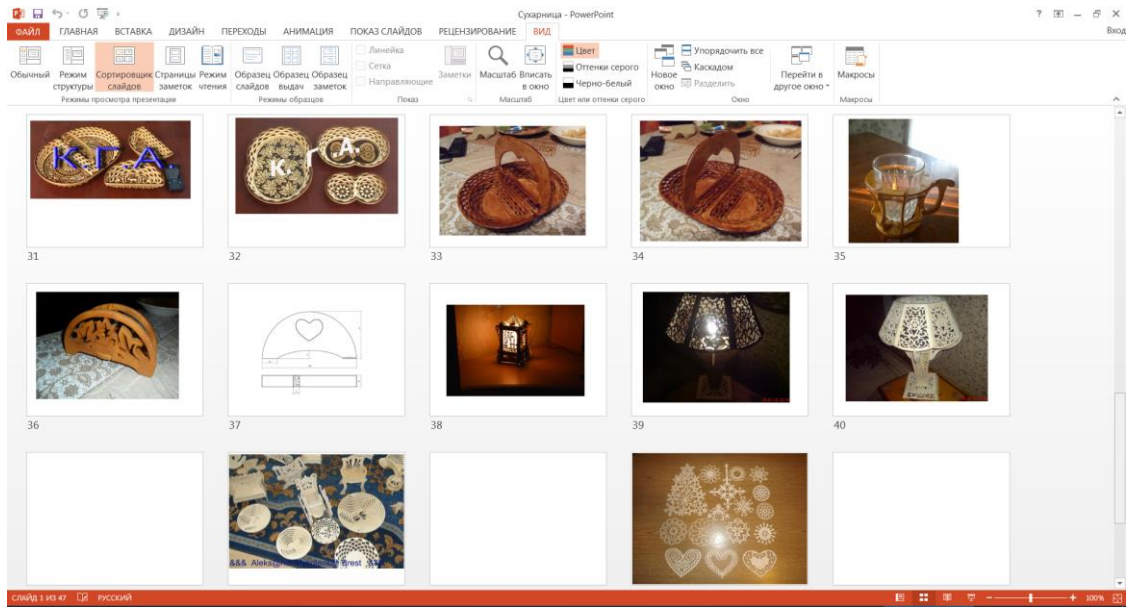 Сухарница - PowerPoint
ФАЙЛ ГЛАВНАЯ ВСТАВКА ДИЗАЙН ПЕРЕХОДЫ АНИМАЦИЯ ПОКАЗ СЛАЙДОВ РЕЦЕНЗИРОВАНИЕ ВИД Вход
Обычный
Режим структуры
Сортировщик слайдов
Страницы заметок
Режим чтения
Режимы просмотра презентации
Образец слайдов
Образец выдач
Образец заметок
Режимы образцов
Линейка
Сетка
Направляющие
Заметки
Показ
Масштаб
Вписать в окно
Масштаб
Цвет
Оттенки серого
Черно-белый
Цвет или оттенки серого
Новое окно
Упорядочить все
Каскадом
Разделить
Перейти в другое окно
Окно
Макросы
Макросы
К.Г.А.
К.Г.А.
31 32 33 34 35
36 37 38 39 40
&&& Aleks
Brest
СЛАЙД 1 ИЗ 47 РУССКИЙ 100%